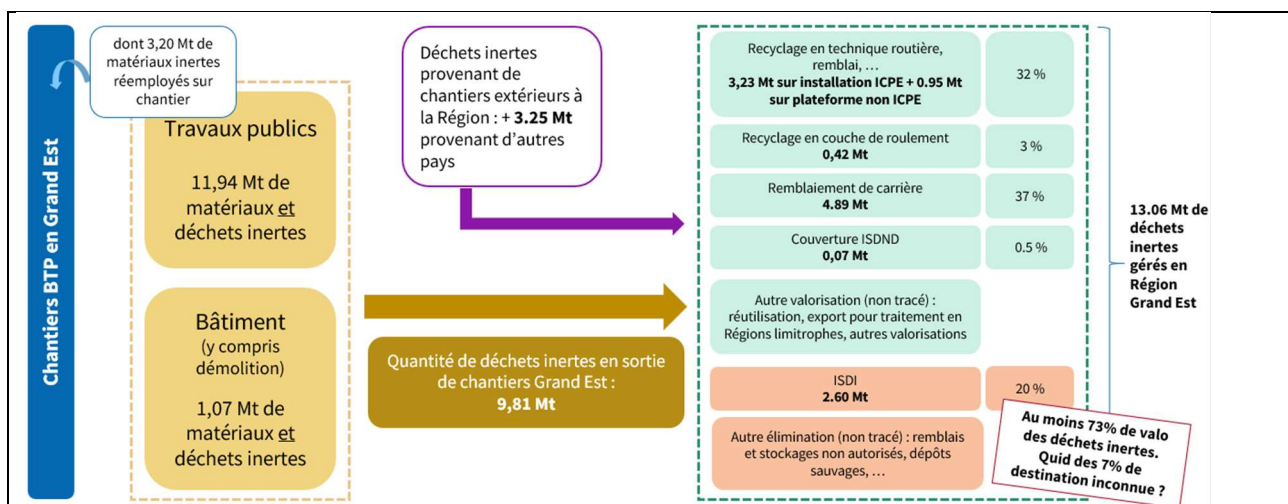 Chantiers BTP en Grand Est
dont 3,20 Mt de
matériaux inertes
réemployés sur
chantier
Travaux publics
11,94 Mt de
matériaux et
déchets inertes
Bâtiment
(y compris
démolition)
1,07 Mt de
matériaux et
déchets inertes
Déchets inertes
provenant de
chantiers extérieurs à
la Région : + 3.25 Mt
provenant d'autres
pays
Quantité de déchets inertes en sortie
de chantiers Grand Est :
9,81 Mt
Recyclage en technique routière,
remblai, …
3,23 Mt sur installation ICPE + 0.95 Mt
sur plateforme non ICPE
32 %
Recyclage en couche de roulement
0,42 Mt
3 %
Remblaiement de carrière
4.89 Mt
37 %
Couverture ISDND
0,07 Mt
0.5 %
Autre valorisation (non tracé) :
réutilisation, export pour traitement en
Régions limitrophes, autres valorisations
ISDI
2.60 Mt
20 %
Autre élimination (non tracé) : remblais
et stockages non autorisés, dépôts
sauvages, …
13.06 Mt de
déchets
inertes
gérés en
Région
Grand Est
Au moins 73% de valo
des déchets inertes.
Quid des 7% de
destination inconnue ?